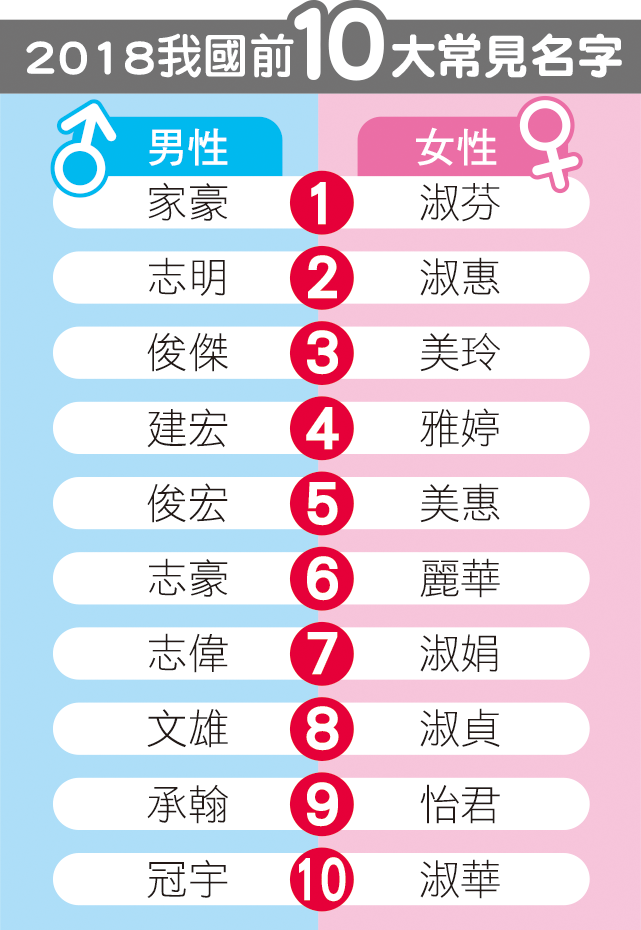 2018我國前10大常見名字
男性 女性
家豪 1 淑芬
志明 2 淑惠
俊傑 3 美玲
建宏 4 雅婷
俊宏 5 美惠
志豪 6 麗華
志偉 7 淑娟
文雄 8 淑貞
承翰 9 怡君
冠宇 10 淑華